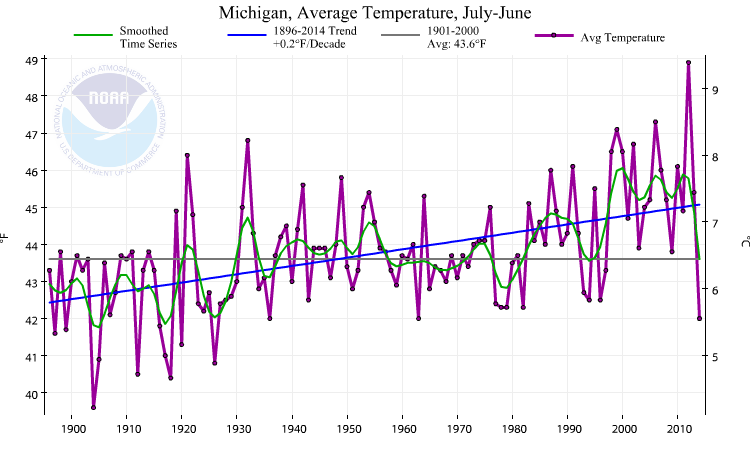 Michigan, Average Temperature, July-June
Smoothed
Time Series
1896-2014 Trend
+0.2°F/Decade
1901-2000
Avg: 43.6°F
Avg Temperature
49
48
47
46
45
44
43
42
41
40
°F
9
8
7
6
5
°C
NATIONAL OCEANIC AND ATMOSPHERIC ADMINISTRATION
NOAA
U.S. DEPARTMENT OF COMMERCE
1900
1910
1920
1930
1940
1950
1960
1970
1980
1990
2000
2010